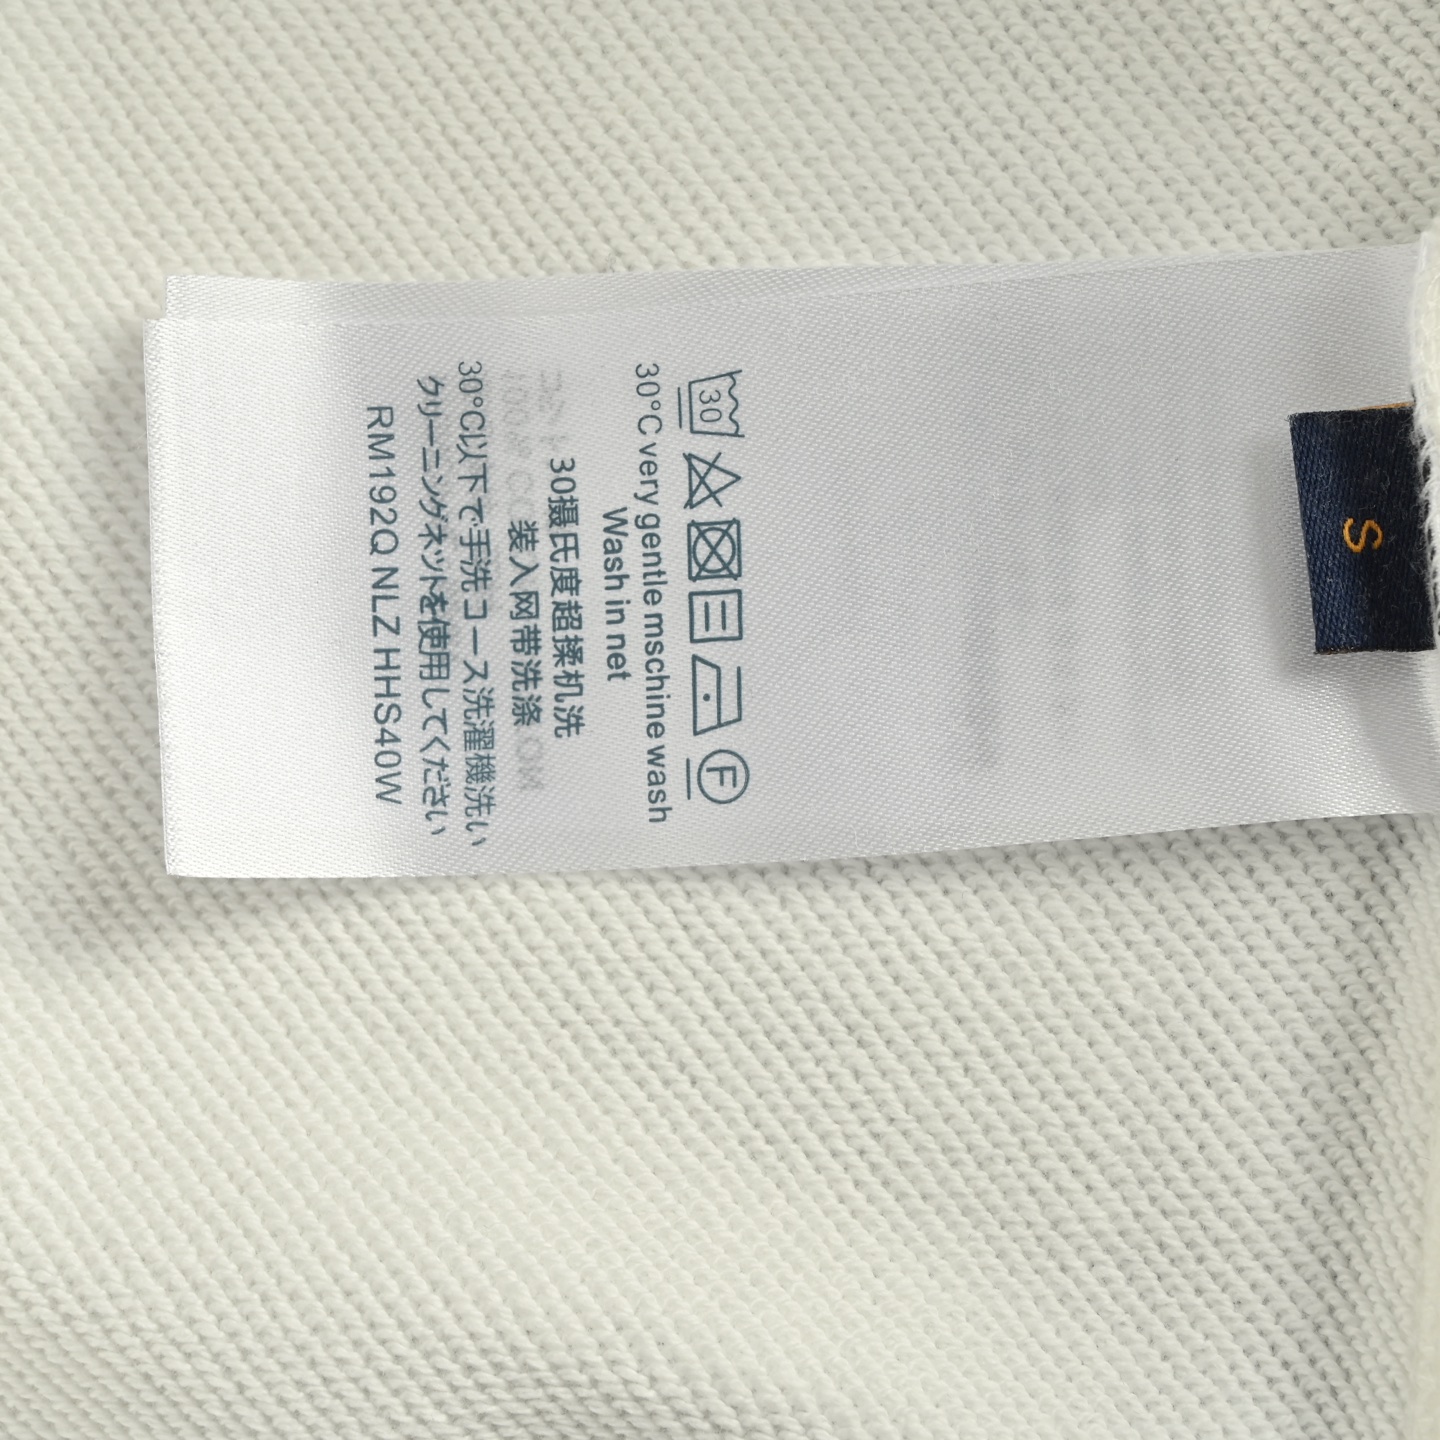 30
F
30°C very gentle mschine wash
Wash in net
30摄氏度超揉机洗
装入网带洗涤
30°C以下で手洗コース洗濯機洗い
クリーニングネットを使用してください
RM192Q NLZ HHS40W
S